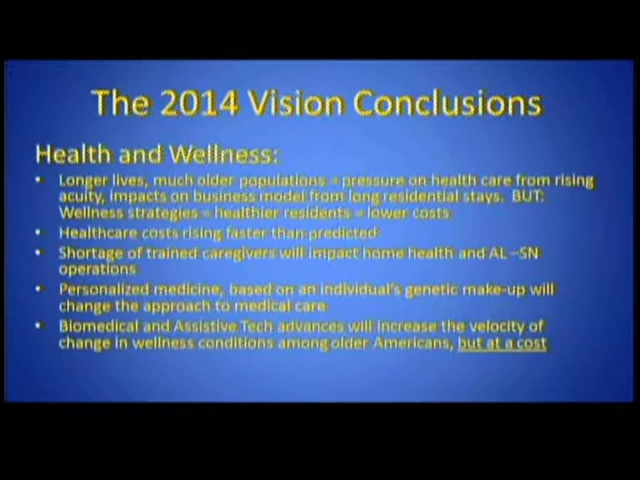 The 2014 Vision Conclusions
Health and Wellness:
• Longer lives, much older populations = pressure on health care from rising
acuity, impacts on business model from long residential stays. BUT:
Wellness strategies = healthier residents = lower costs
• Healthcare costs rising faster than predicted
• Shortage of trained caregivers will impact home health and AL –SN
operations
• Personalized medicine, based on an individual's genetic make-up will
change the approach to medical care
• Biomedical and Assistive Tech advances will increase the velocity of
change in wellness conditions among older Americans, but at a cost